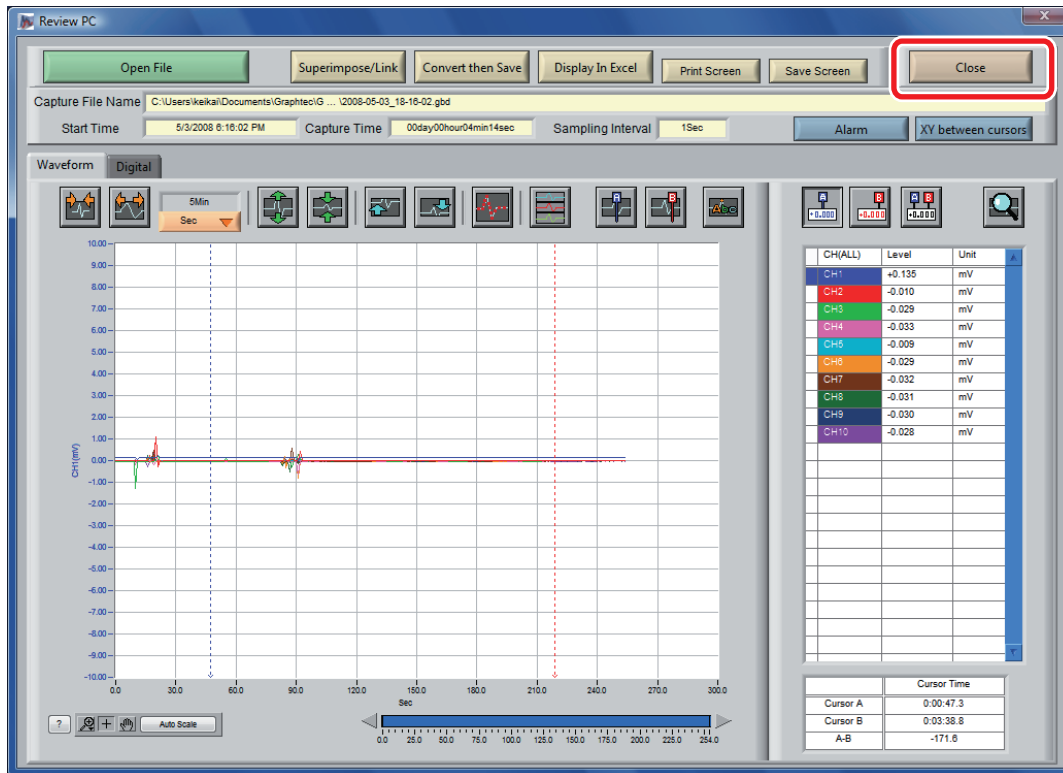 Review PC
X
Open File Superimpose/Link Convert then Save Display In Excel Print Screen Save Screen Close
Capture File Name C:\Users\keikai\Documents\Graphtec\G ... \2008-05-03_18-16-02.gbd
Start Time 5/3/2008 6:16:02 PM Capture Time 00day00hour04min14sec Sampling Interval 1Sec Alarm XY between cursors
Waveform Digital
5Min
Sec
A B Abc
A B A B
+0.000 -0.000 +0.000
CH(ALL) Level Unit
CH1 +0.135 mV
CH2 -0.010 mV
CH3 -0.029 mV
CH4 -0.033 mV
CH5 -0.009 mV
CH6 -0.029 mV
CH7 -0.032 mV
CH8 -0.031 mV
CH9 -0.030 mV
CH10 -0.028 mV
10.00
9.00
8.00
7.00
6.00
5.00
4.00
3.00
2.00
1.00
0.00
-1.00
-2.00
-3.00
-4.00
-5.00
-6.00
-7.00
-8.00
-9.00
-10.00
CH1(mV)
0.0 30.0 60.0 90.0 120.0 150.0 180.0 210.0 240.0 270.0 300.0
Sec
? Auto Scale
0.0 25.0 50.0 75.0 100.0 125.0 150.0 175.0 200.0 225.0 254.0
Cursor Time
Cursor A 0:00:47.3
Cursor B 0:03:38.8
A-B -171.6